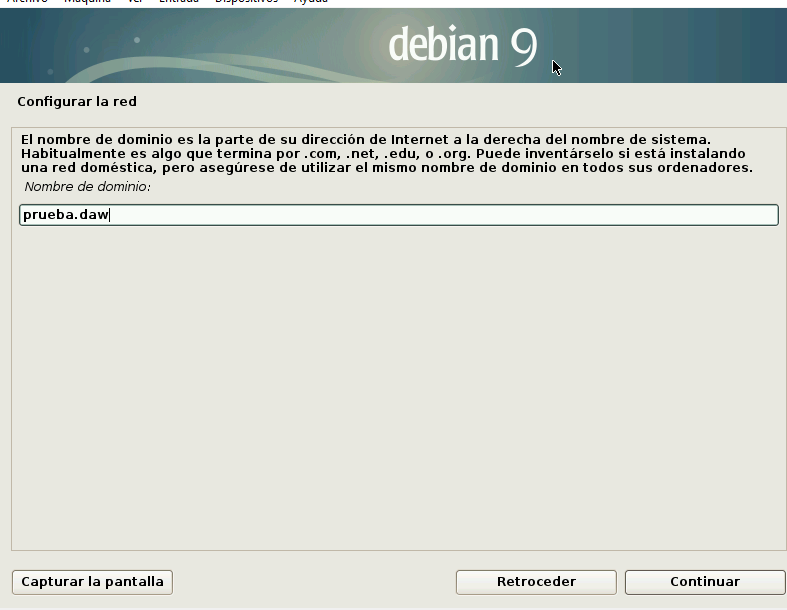 Archivo Máquina Ver Entrada Dispositivos Ayuda
debian 9
Configurar la red
El nombre de dominio es la parte de su dirección de Internet a la derecha del nombre de sistema.
Habitualmente es algo que termina por .com, .net, .edu, o .org. Puede inventárselo si está instalando
una red doméstica, pero asegúrese de utilizar el mismo nombre de dominio en todos sus ordenadores.
Nombre de dominio:
prueba.daw
Capturar la pantalla Retroceder Continuar